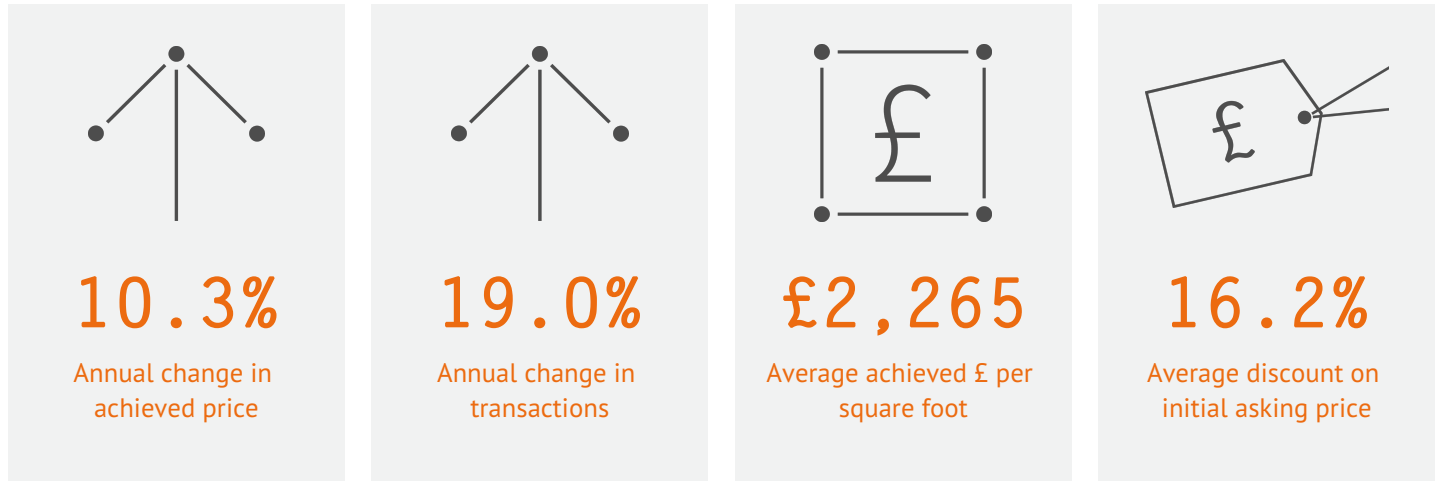 £
£
10.3%
Annual change in
achieved price
19.0%
Annual change in
transactions
£2,265
Average achieved £ per
square foot
16.2%
Average discount on
initial asking price